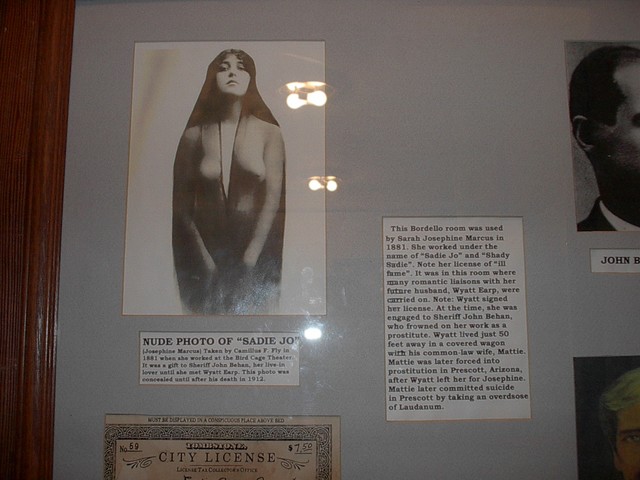 NUDE PHOTO OF "SADIE JO"
(Josephine Marcus) Taken by Camillus F. Fly in
1881 when she worked at the Bird Cage Theater.
It was a gift to Sheriff John Behan, her live in
lover until she met Wyatt Earp. This photo was
concealed until after his death in 1912.
This Bordello room was used
by Sarah Josephine Marcus in
1881. She worked under the
name of "Sadie Jo" and "Shady
Sadie". Note her license of "ill
fame". It was in this room where
many romantic liaisons with her
future husband, Wyatt Earp, were
carried on. Note: Wyatt signed
her license. At the time, she was
engaged to Sheriff John Behan,
who frowned on her work as a
prostitute. Wyatt lived just 50
feet away in a covered wagon
with his common-law wife, Mattie.
Mattie was later forced into
prostitution in Prescott, Arizona,
after Wyatt left her for Josephine.
Mattie later committed suicide
in Prescott by taking an overdsose
of Laudanum.
JOHN B
MUST BE DISPLAYED IN A CONSPICUOUS PLACE ABOVE BED
TOMBSTONE,
No. 59
$7.50
CITY LICENSE
LICENSE TAX COLLECTOR'S OFFICE